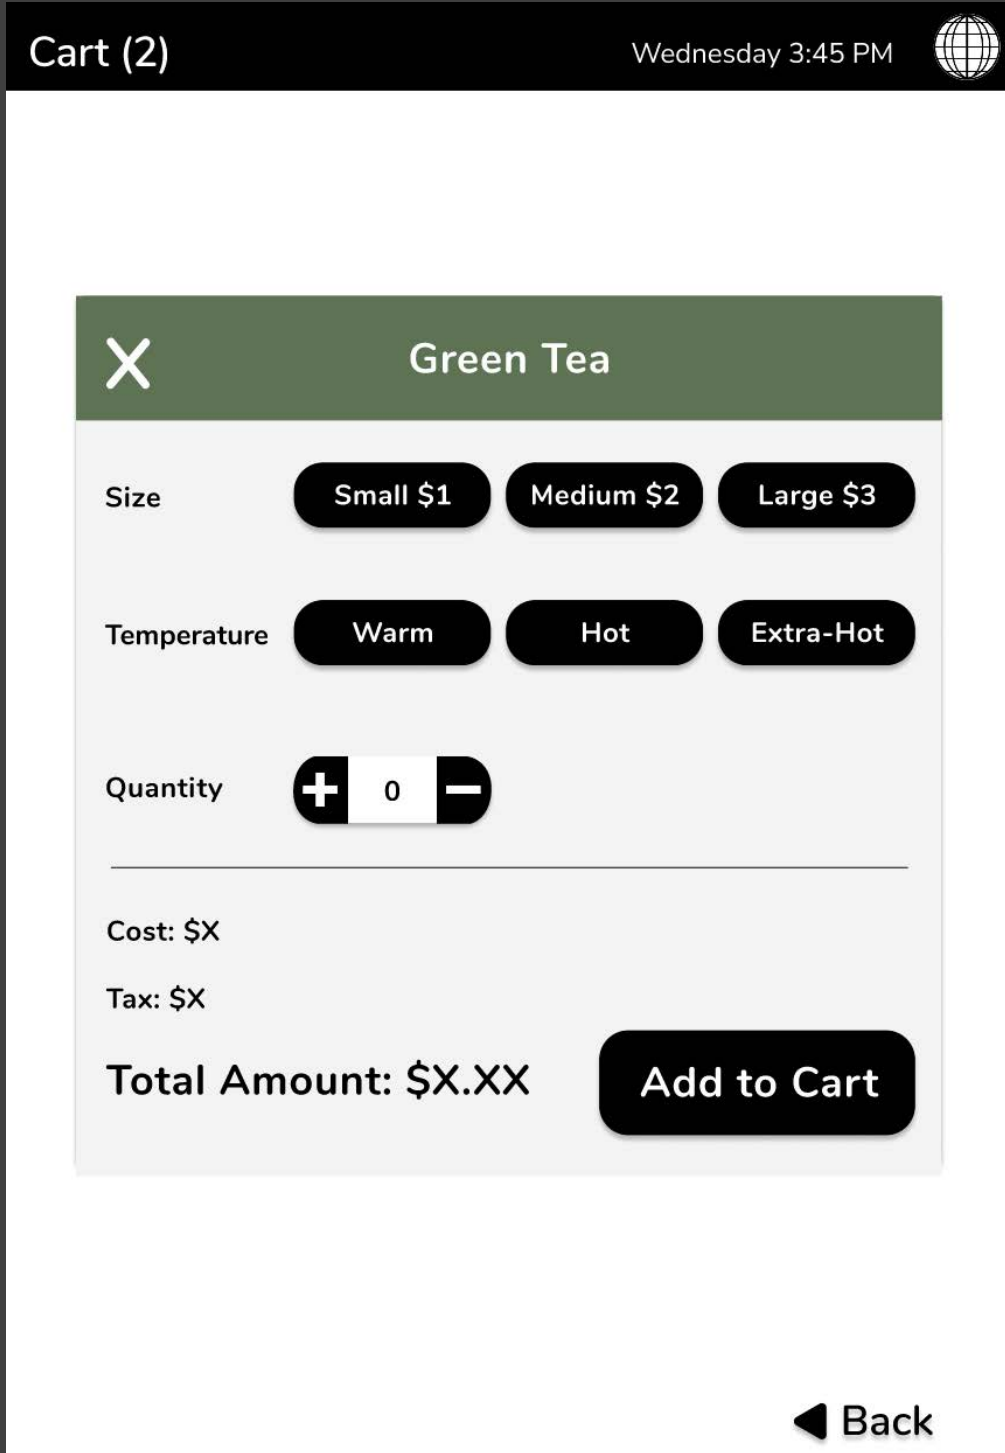 Cart (2)
Wednesday 3:45 PM
X
Green Tea
Size
Small $1
Medium $2
Large $3
Temperature
Warm
Hot
Extra-Hot
Quantity
+ 0 −
Cost: $X
Tax: $X
Total Amount: $X.XX
Add to Cart
Back